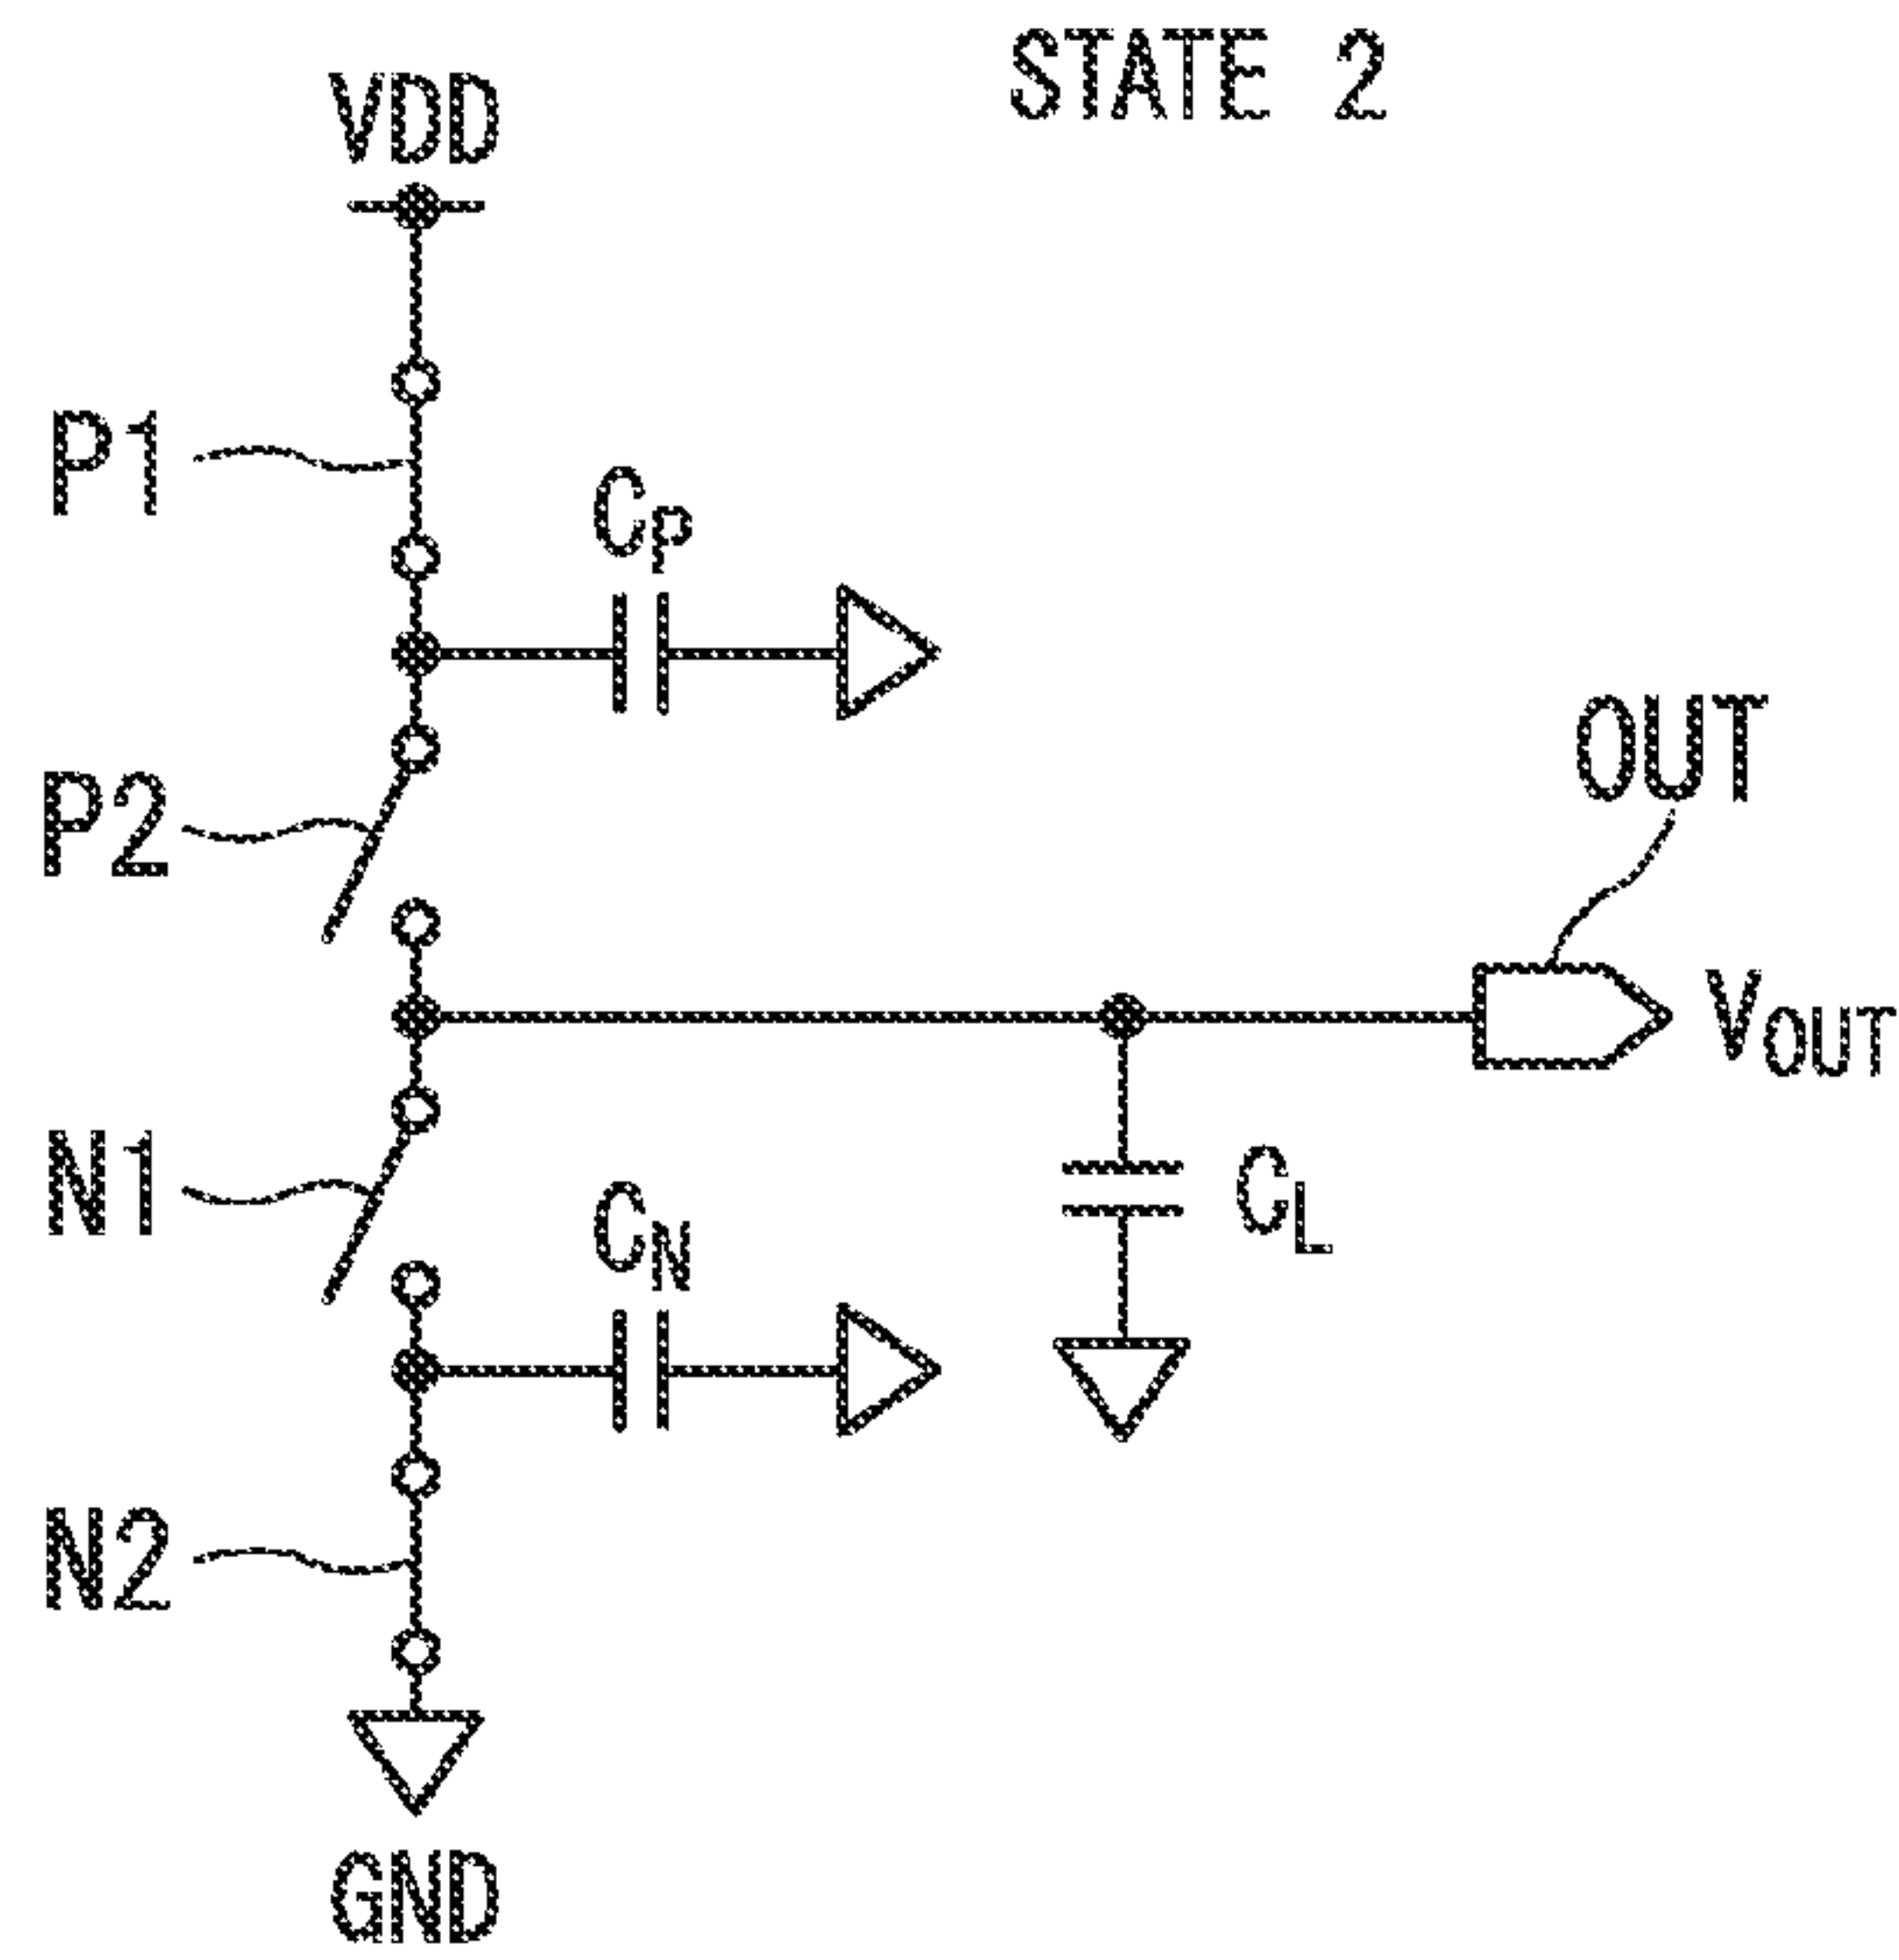 STATE 2
VDD
P1
CP
P2
OUT
VOUT
N1
CN
CL
N2
GND